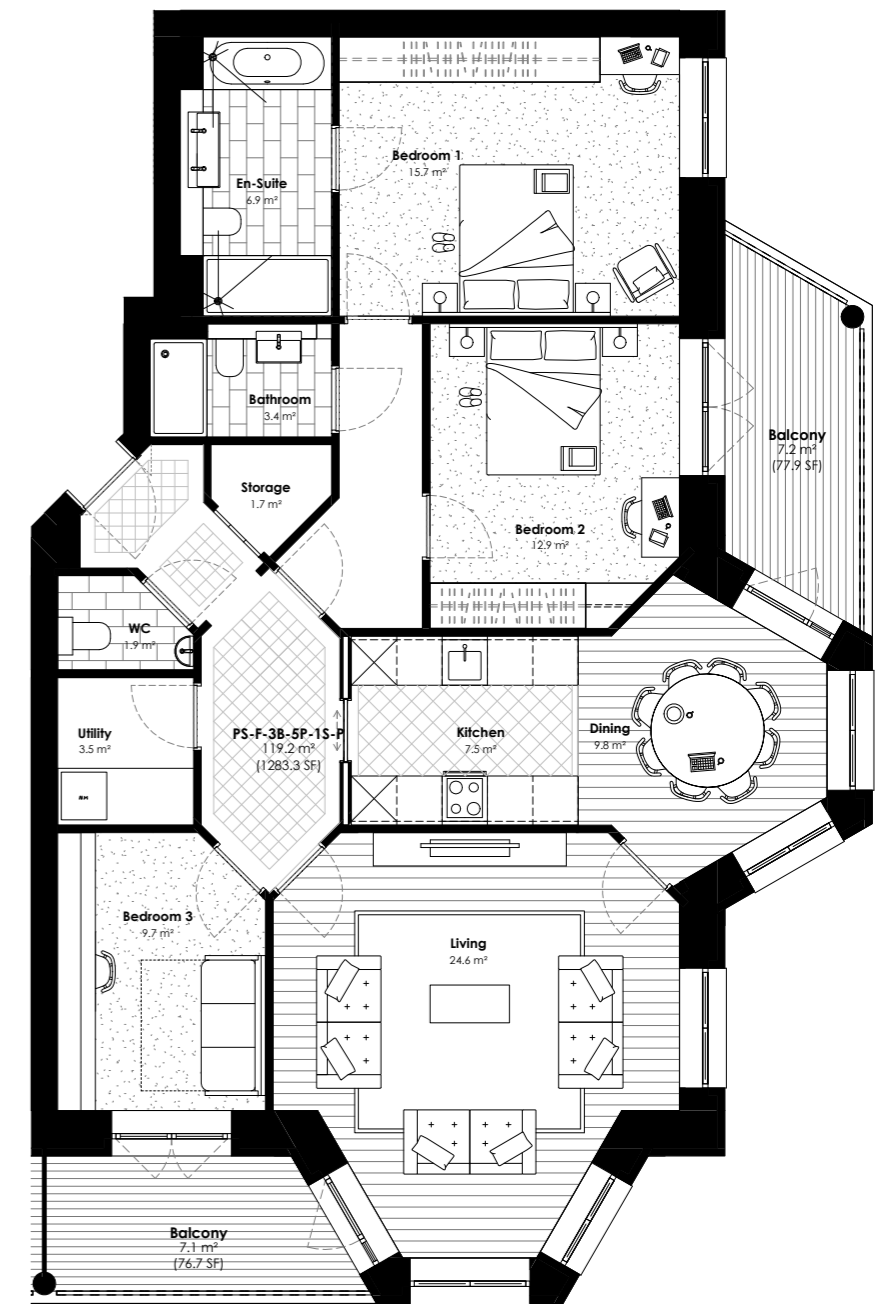 Bedroom 1
15.7 m²
En-Suite
6.9 m²
Bathroom
3.4 m²
Balcony
7.2 m²
(77.9 SF)
Storage
1.7 m²
Bedroom 2
12.9 m²
WC
1.9 m²
Utility
3.5 m²
PS-F-3B-5P-1S-P
119.2 m²
(1283.3 SF)
Kitchen
7.5 m²
Dining
9.8 m²
Bedroom 3
9.7 m²
Living
24.6 m²
Balcony
7.1 m²
(76.7 SF)